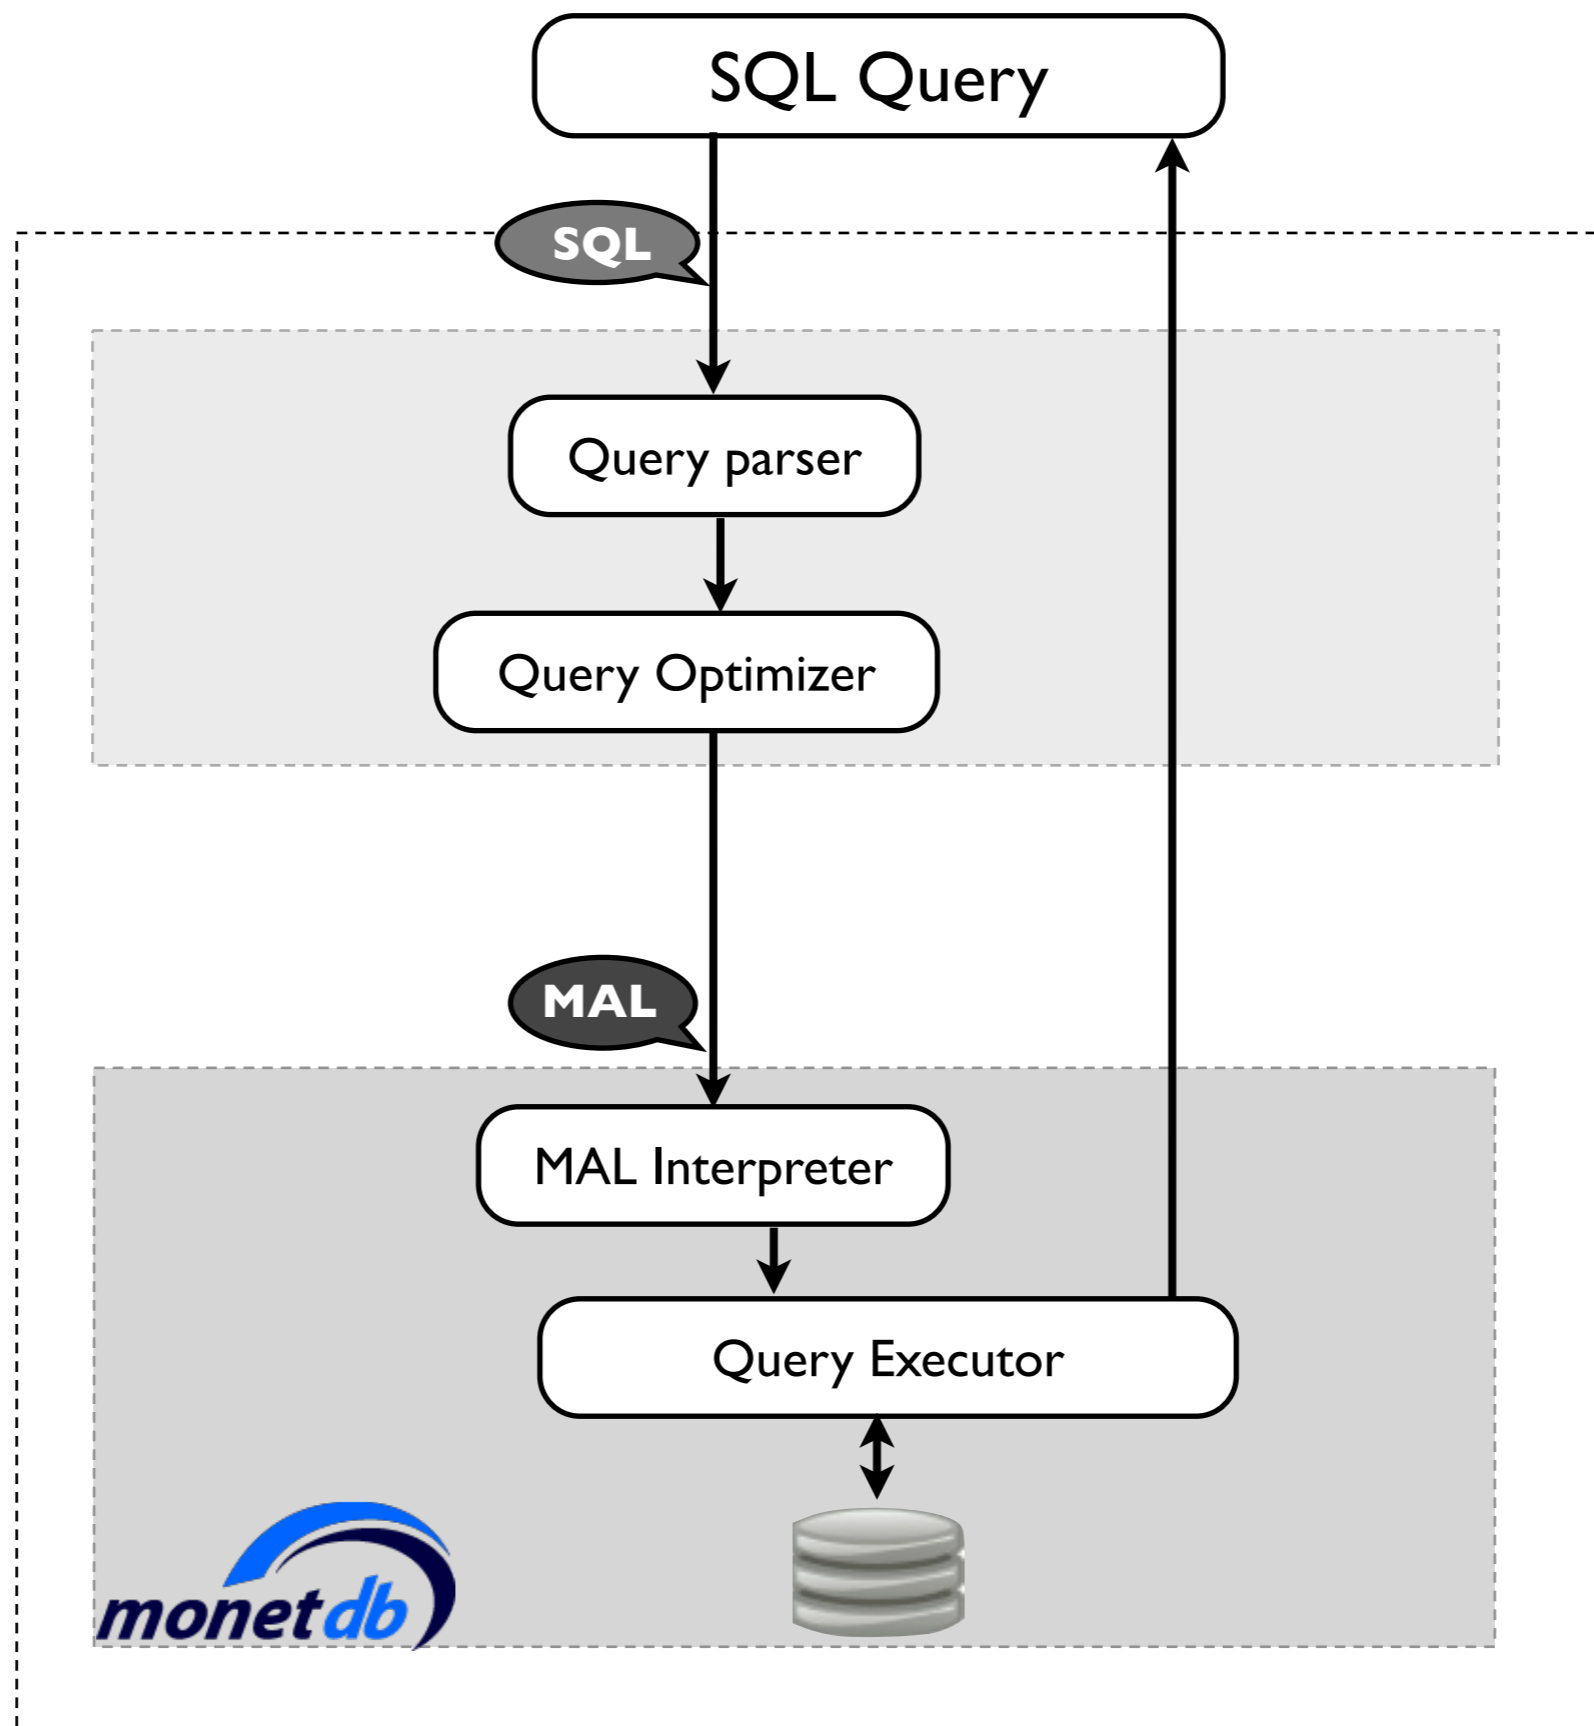 SQL Query
SQL
Query parser
Query Optimizer
MAL
MAL Interpreter
Query Executor
monetdb